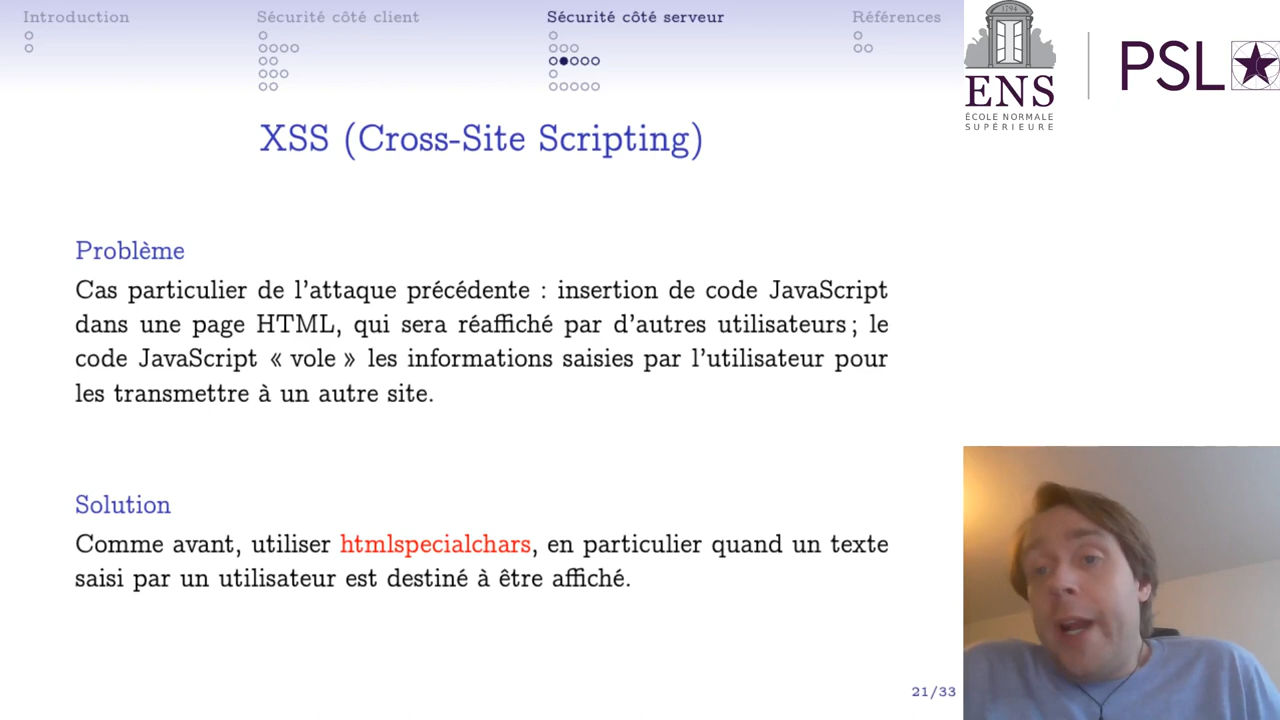 Introduction
Sécurité côté client
Sécurité côté serveur
Références
1794
ENS
ÉCOLE NORMALE
SUPÉRIEURE
PSL
XSS (Cross-Site Scripting)
Problème
Cas particulier de l'attaque précédente : insertion de code JavaScript
dans une page HTML, qui sera réaffiché par d'autres utilisateurs ; le
code JavaScript « vole » les informations saisies par l'utilisateur pour
les transmettre à un autre site.
Solution
Comme avant, utiliser htmlspecialchars, en particulier quand un texte
saisi par un utilisateur est destiné à être affiché.
21/33